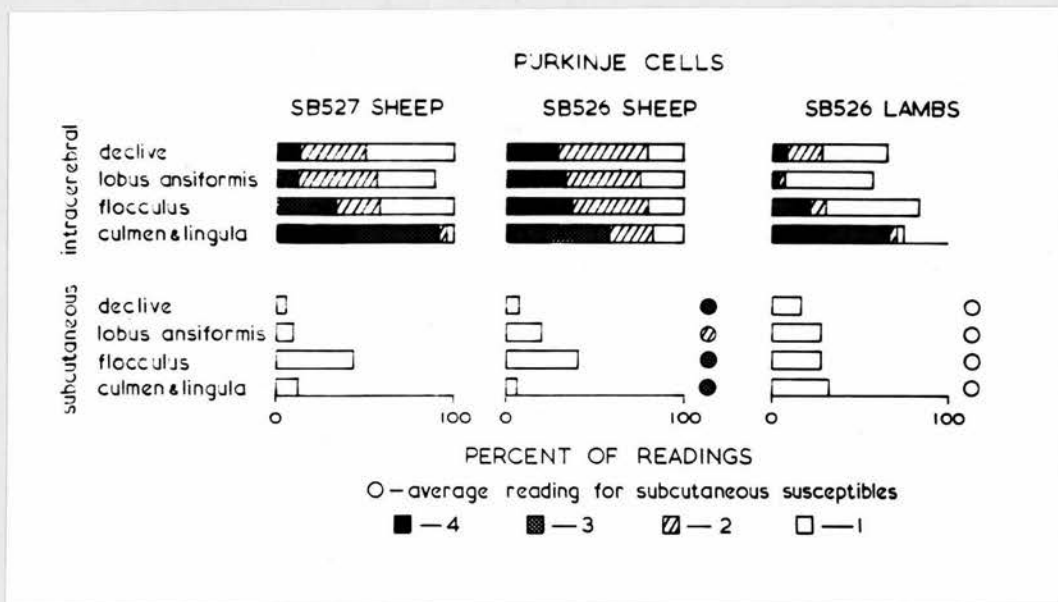 PURKINJE CELLS
SB527 SHEEP SB526 SHEEP SB526 LAMBS
intracerebral
declive
lobus ansiformis
flocculus
culmen & lingula
subcutaneous
declive
lobus ansiformis
flocculus
culmen & lingula
0 100 0 100 0 100
PERCENT OF READINGS
O – average reading for subcutaneous susceptibles
— 4 — 3 — 2 — 1